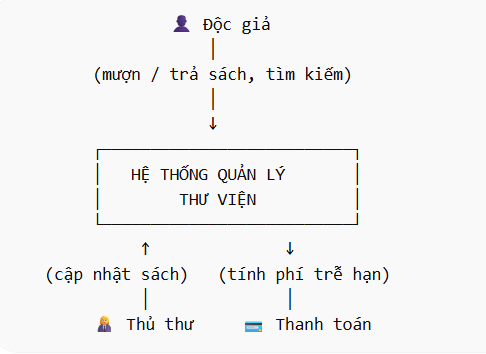 Độc giả
(mượn / trả sách, tìm kiếm)
HỆ THỐNG QUẢN LÝ
THƯ VIỆN
(cập nhật sách) (tính phí trễ hạn)
Thủ thư Thanh toán